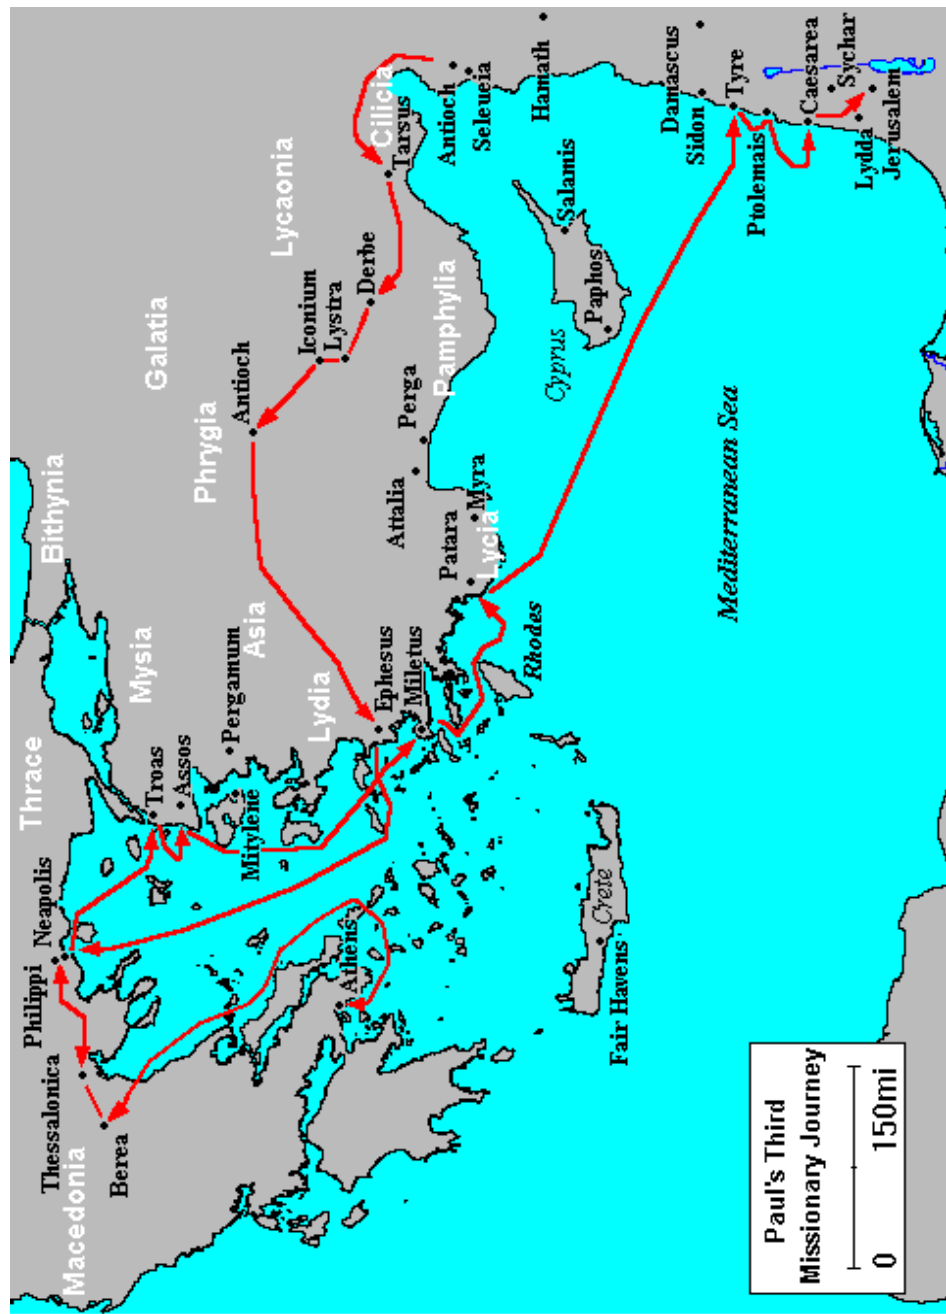 Macedonia
Thrace
Bithynia
Thessalonica
Berea
Philippi
Neapolis
Mysia
Troas
Assos
Mitylene
Pergamum
Asia
Lydia
Ephesus
Miletus
Athens
Phrygia
Galatia
Antioch
Iconium
Lystra
Derbe
Lycaonia
Cilicia
Tarsus
Antioch
Seleueia
Hamath
Attalia
Perga
Pamphylia
Patara
Myra
Lycia
Rhodes
Cyprus
Salamis
Paphos
Crete
Fair Havens
Mediterranean Sea
Damascus
Sidon
Tyre
Ptolemais
Caesarea
Sychar
Lydda
Jerusalem
Paul's Third
Missionary Journey
0 150mi